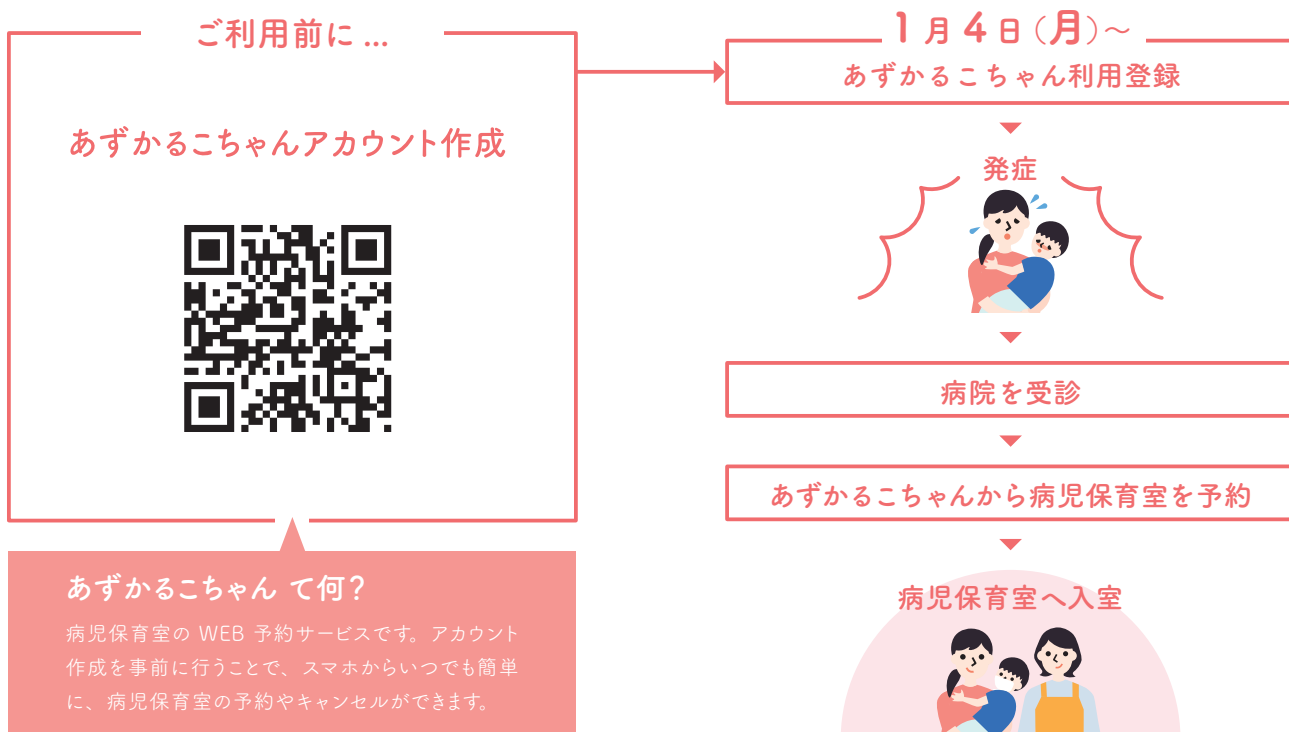 ご利用前に...
あずかるこちゃんアカウント作成
あずかるこちゃん て何？
病児保育室の WEB 予約サービスです。アカウント
作成を事前に行うことで、スマホからいつでも簡単
に、病児保育室の予約やキャンセルができます。
1月4日（月）～
あずかるこちゃん利用登録
発症
病院を受診
あずかるこちゃんから病児保育室を予約
病児保育室へ入室